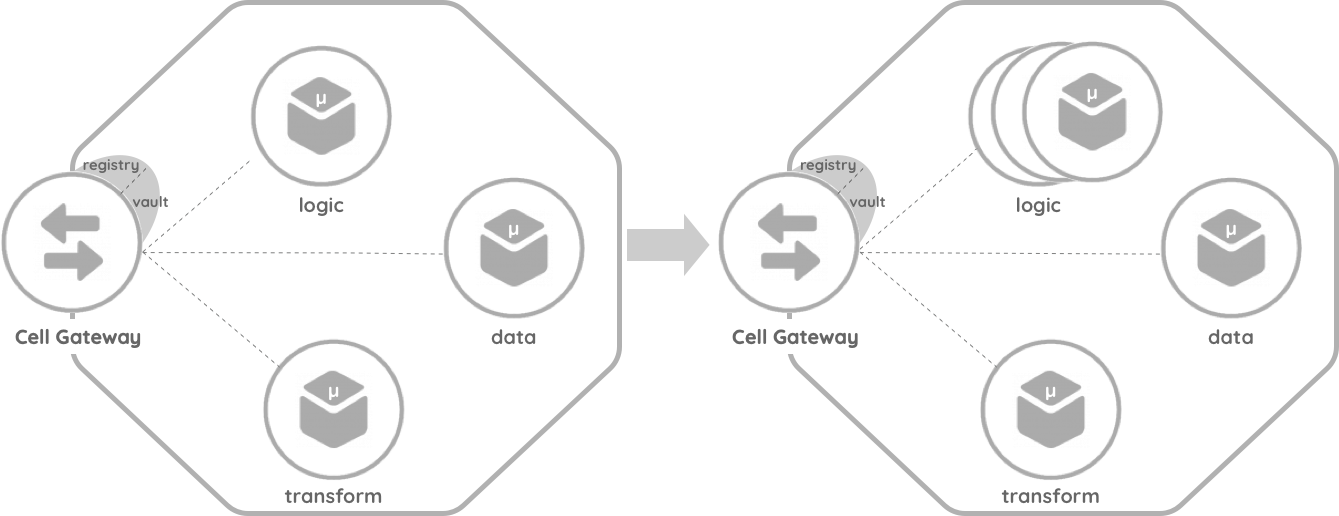 μ
registry
vault
logic
μ
Cell Gateway
data
μ
transform
μ
registry
vault
logic
μ
Cell Gateway
data
μ
transform